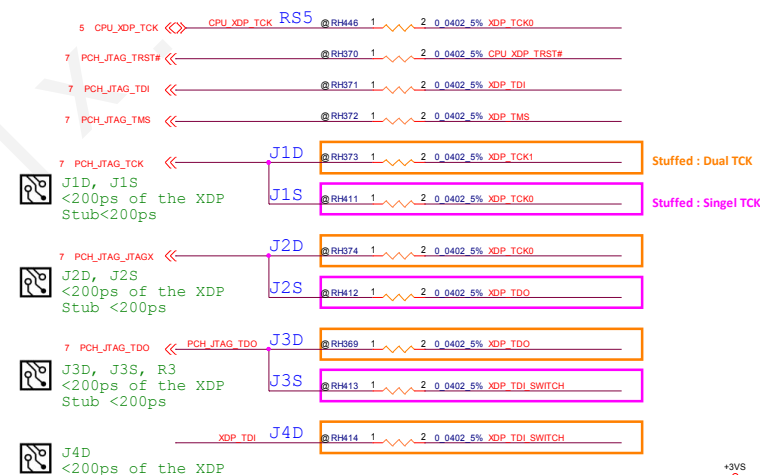 5 CPU_XDP_TCK CPU_XDP_TCK RS5 @RH446 1 2 0_0402_5% XDP_TCK0
7 PCH_JTAG_TRST# @RH370 1 2 0_0402_5% CPU_XDP_TRST#
7 PCH_JTAG_TDI @RH371 1 2 0_0402_5% XDP_TDI
7 PCH_JTAG_TMS @RH372 1 2 0_0402_5% XDP_TMS
7 PCH_JTAG_TCK J1D @RH373 1 2 0_0402_5% XDP_TCK1 Stuffed : Dual TCK
J1D, J1S
<200ps of the XDP
Stub<200ps
J1S @RH411 1 2 0_0402_5% XDP_TCK0 Stuffed : Singel TCK
7 PCH_JTAG_JTAGX J2D @RH374 1 2 0_0402_5% XDP_TCK0
J2D, J2S
<200ps of the XDP
Stub <200ps
J2S @RH412 1 2 0_0402_5% XDP_TDO
7 PCH_JTAG_TDO PCH_JTAG_TDO J3D @RH369 1 2 0_0402_5% XDP_TDO
J3D, J3S, R3
<200ps of the XDP
Stub <200ps
J3S @RH413 1 2 0_0402_5% XDP_TDI_SWITCH
XDP_TDI J4D @RH414 1 2 0_0402_5% XDP_TDI_SWITCH
J4D
<200ps of the XDP
+3VS